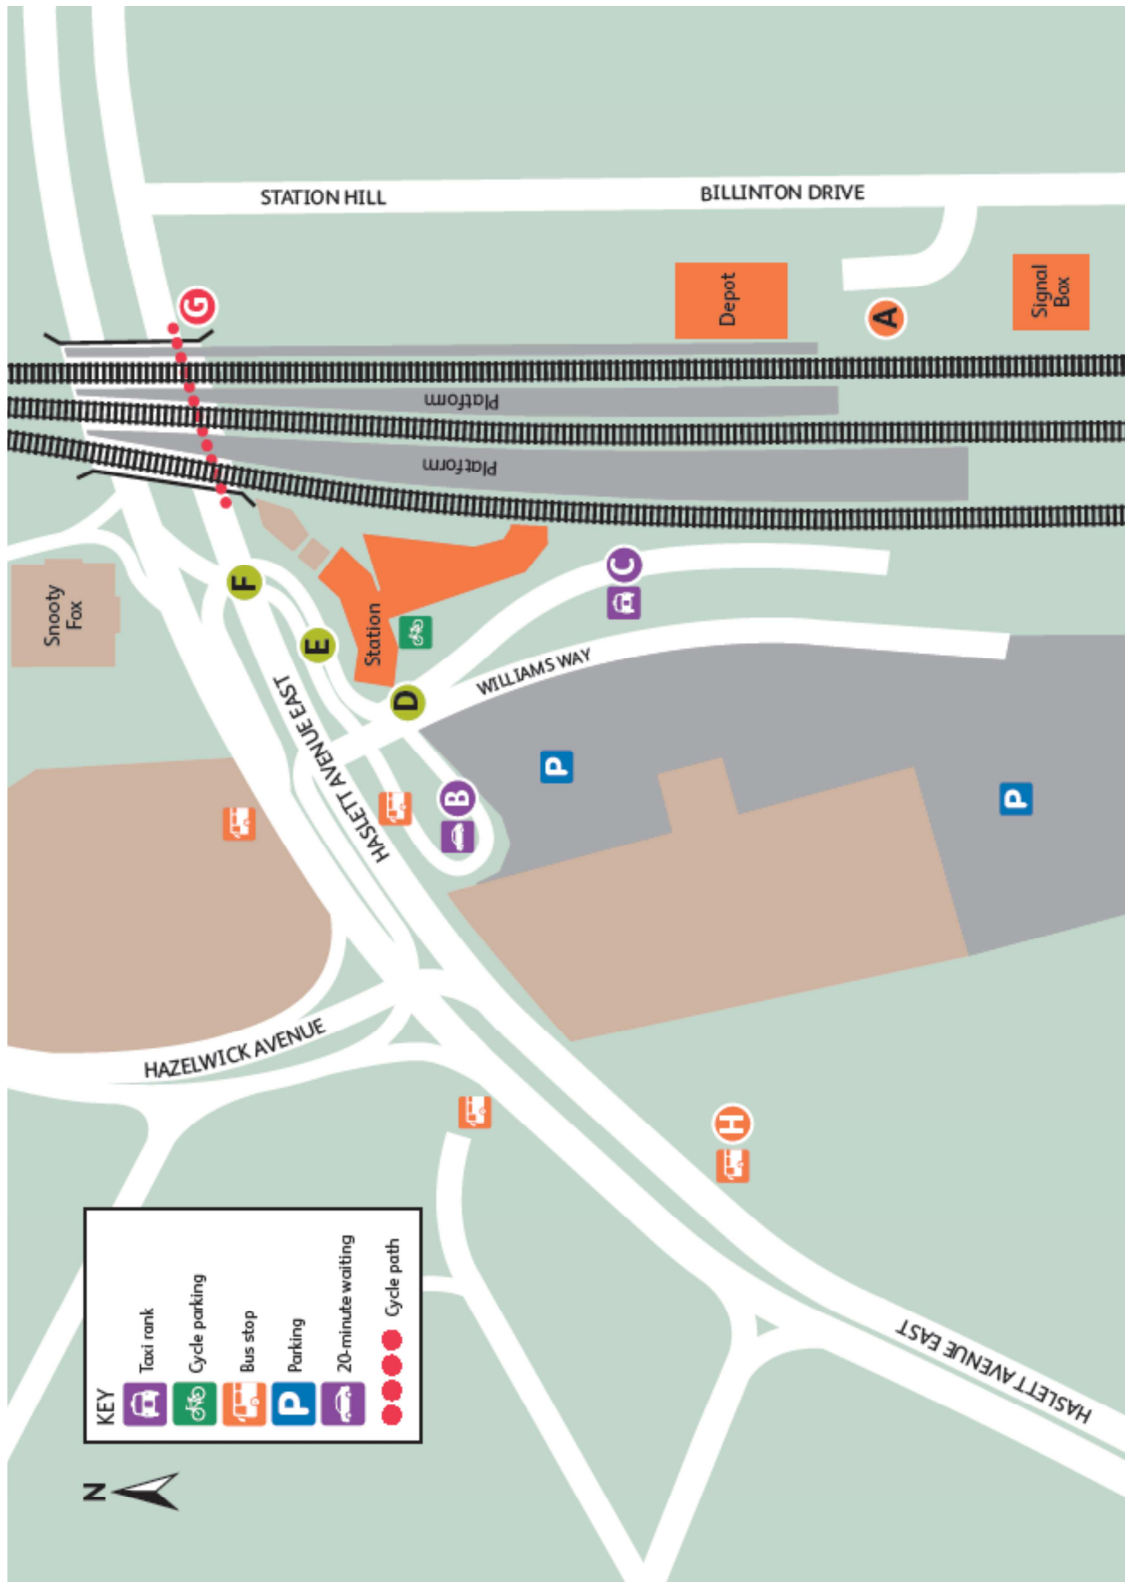 N
KEY
Taxi rank
Cycle parking
Bus stop
P
Parking
20-minute waiting
Cycle path
HAZELWICK AVENUE
Snooty
Fox
HASLETT AVENUE EAST
F
E
D
B
C
G
H
A
Station
WILLIAMS WAY
P
P
Platform
Platform
STATION HILL
BILLINTON DRIVE
Depot
Signal
Box
HASLETT AVENUE EAST